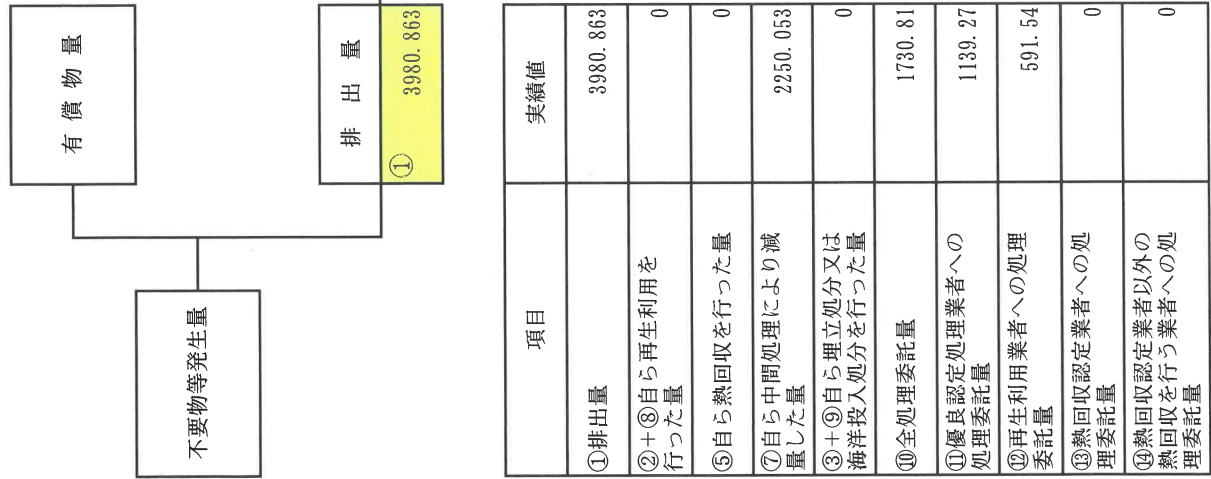 有償物量
排出量
① 3980.863
不要物等発生量
項目 実績値
①排出量 3980.863
②+⑧自ら再生利用を
行った量 0
⑤自ら熱回収を行った量 0
⑦自ら中間処理により減
量した量 2250.053
③+⑨自ら埋立処分又は
海洋投入処分を行った量 0
⑩全処理委託量 1730.81
⑪優良認定処理業者への
処理委託量 1139.27
⑫再生利用業者への処理
委託量 591.54
⑬熱回収認定業者への処
理委託量 0
⑭熱回収認定業者以外の
熱回収を行う業者への処
理委託量 0